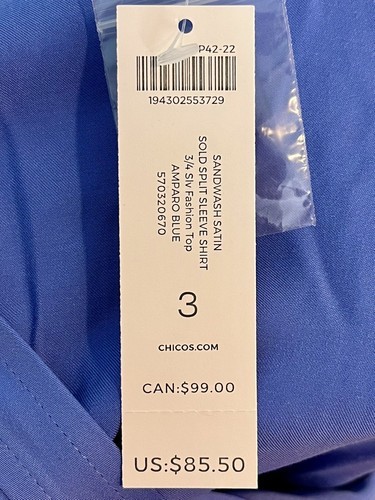 P42-22
194302553729
SANDWASH SATIN
SOLD SPLIT SLEEVE SHIRT
3/4 Slv Fashion Top
AMPARO BLUE
570320670
3
CHICOS.COM
CAN:$99.00
US:$85.50